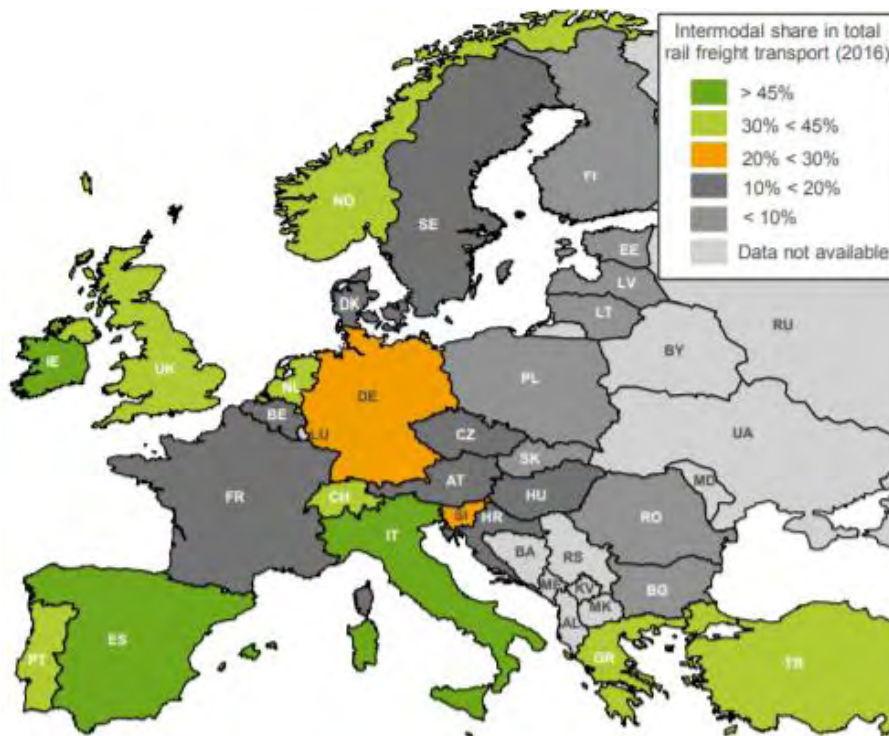 Intermodal share in total
rail freight transport (2016)
> 45%
30% < 45%
20% < 30%
10% < 20%
< 10%
Data not available
FI
NO
SE
EE
LV
DK
LT
RU
IE
BY
UK
PL
NL
DE
BE
LU
CZ
UA
SK
MD
FR
AT
HU
CH
RO
SI
HR
IT
BA
RS
ME
KV
BG
MK
AL
ES
PT
GR
TR